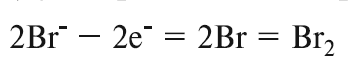 2Br⁻ − 2e⁻ = 2Br = Br₂